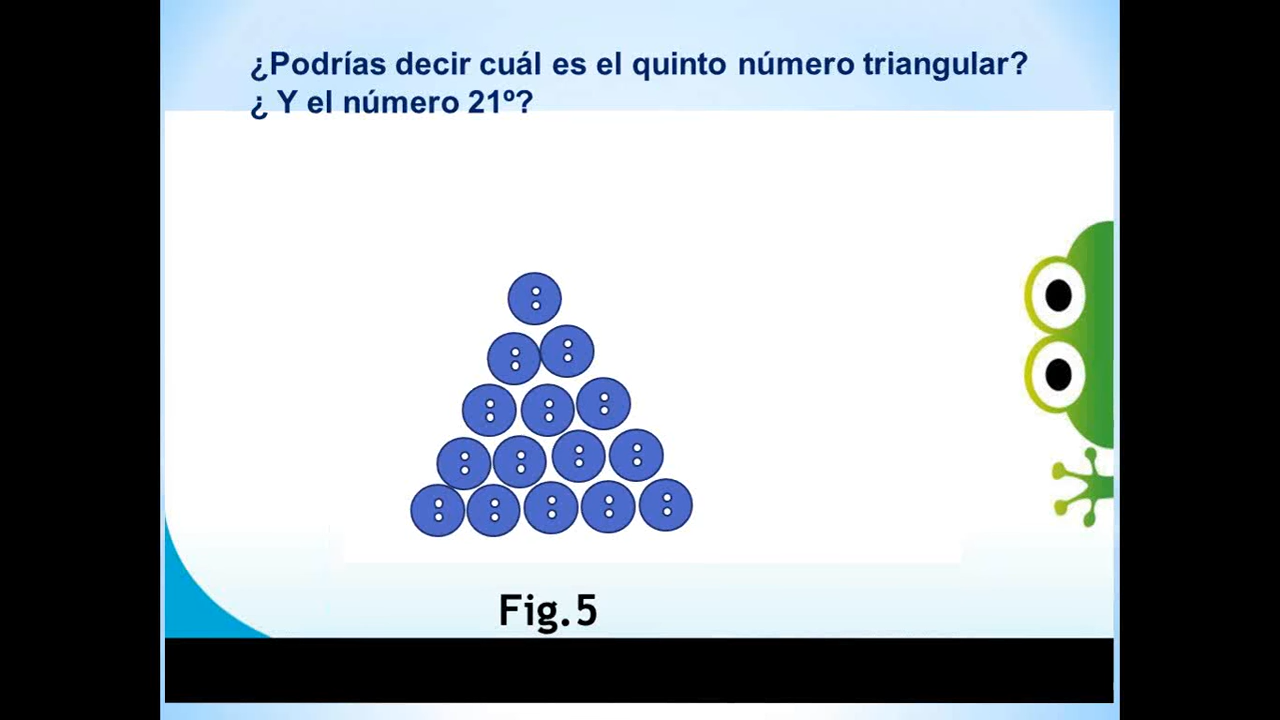 ¿Podrías decir cuál es el quinto número triangular?
¿ Y el número 21º?
Fig.5